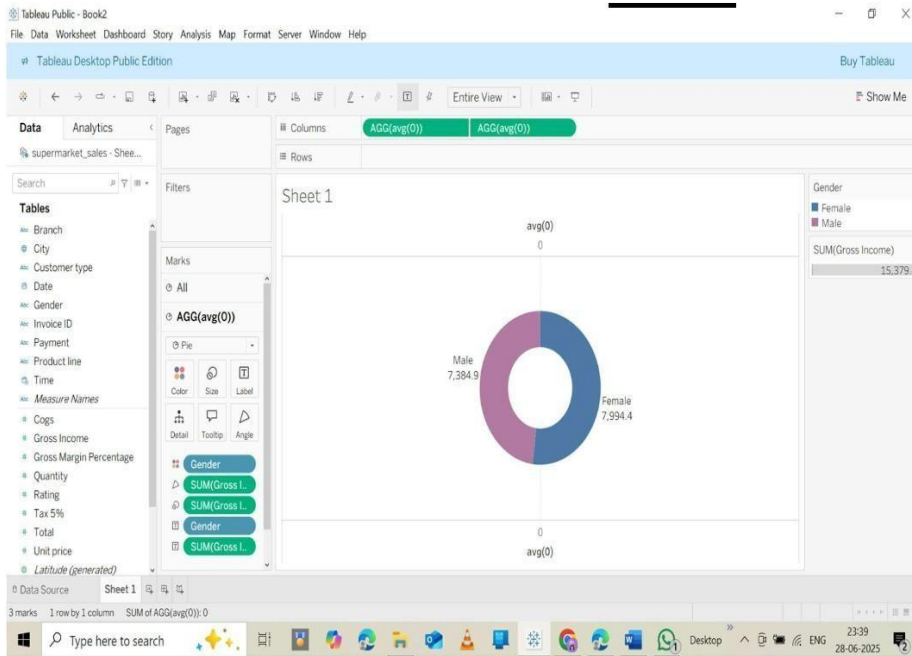 Tableau Public - Book2
File Data Worksheet Dashboard Story Analysis Map Format Server Window Help
Tableau Desktop Public Edition
Buy Tableau
Entire View
Show Me
Data Analytics
Pages
Columns
AGG(avg(0)) AGG(avg(0))
supermarket_sales - Shee...
Rows
Search
Filters
Sheet 1
Gender
Female
Male
SUM(Gross Income)
15,379.
Tables
Abc Branch
City
Abc Customer type
Date
Abc Gender
Abc Invoice ID
Abc Payment
Abc Product line
Time
Abc Measure Names
Cogs
Gross Income
Gross Margin Percentage
Quantity
Rating
Tax 5%
Total
Unit price
Latitude (generated)
Marks
All
AGG(avg(0))
Pie
Color Size Label
Detail Tooltip Angle
Gender
SUM(Gross I..
SUM(Gross I..
Gender
SUM(Gross I..
avg(0)
0
Male
7,384.9
Female
7,994.4
0
avg(0)
Data Source Sheet 1
3 marks 1 row by 1 column SUM of AGG(avg(0)): 0
Type here to search
Desktop
ENG
23:39
28-06-2025